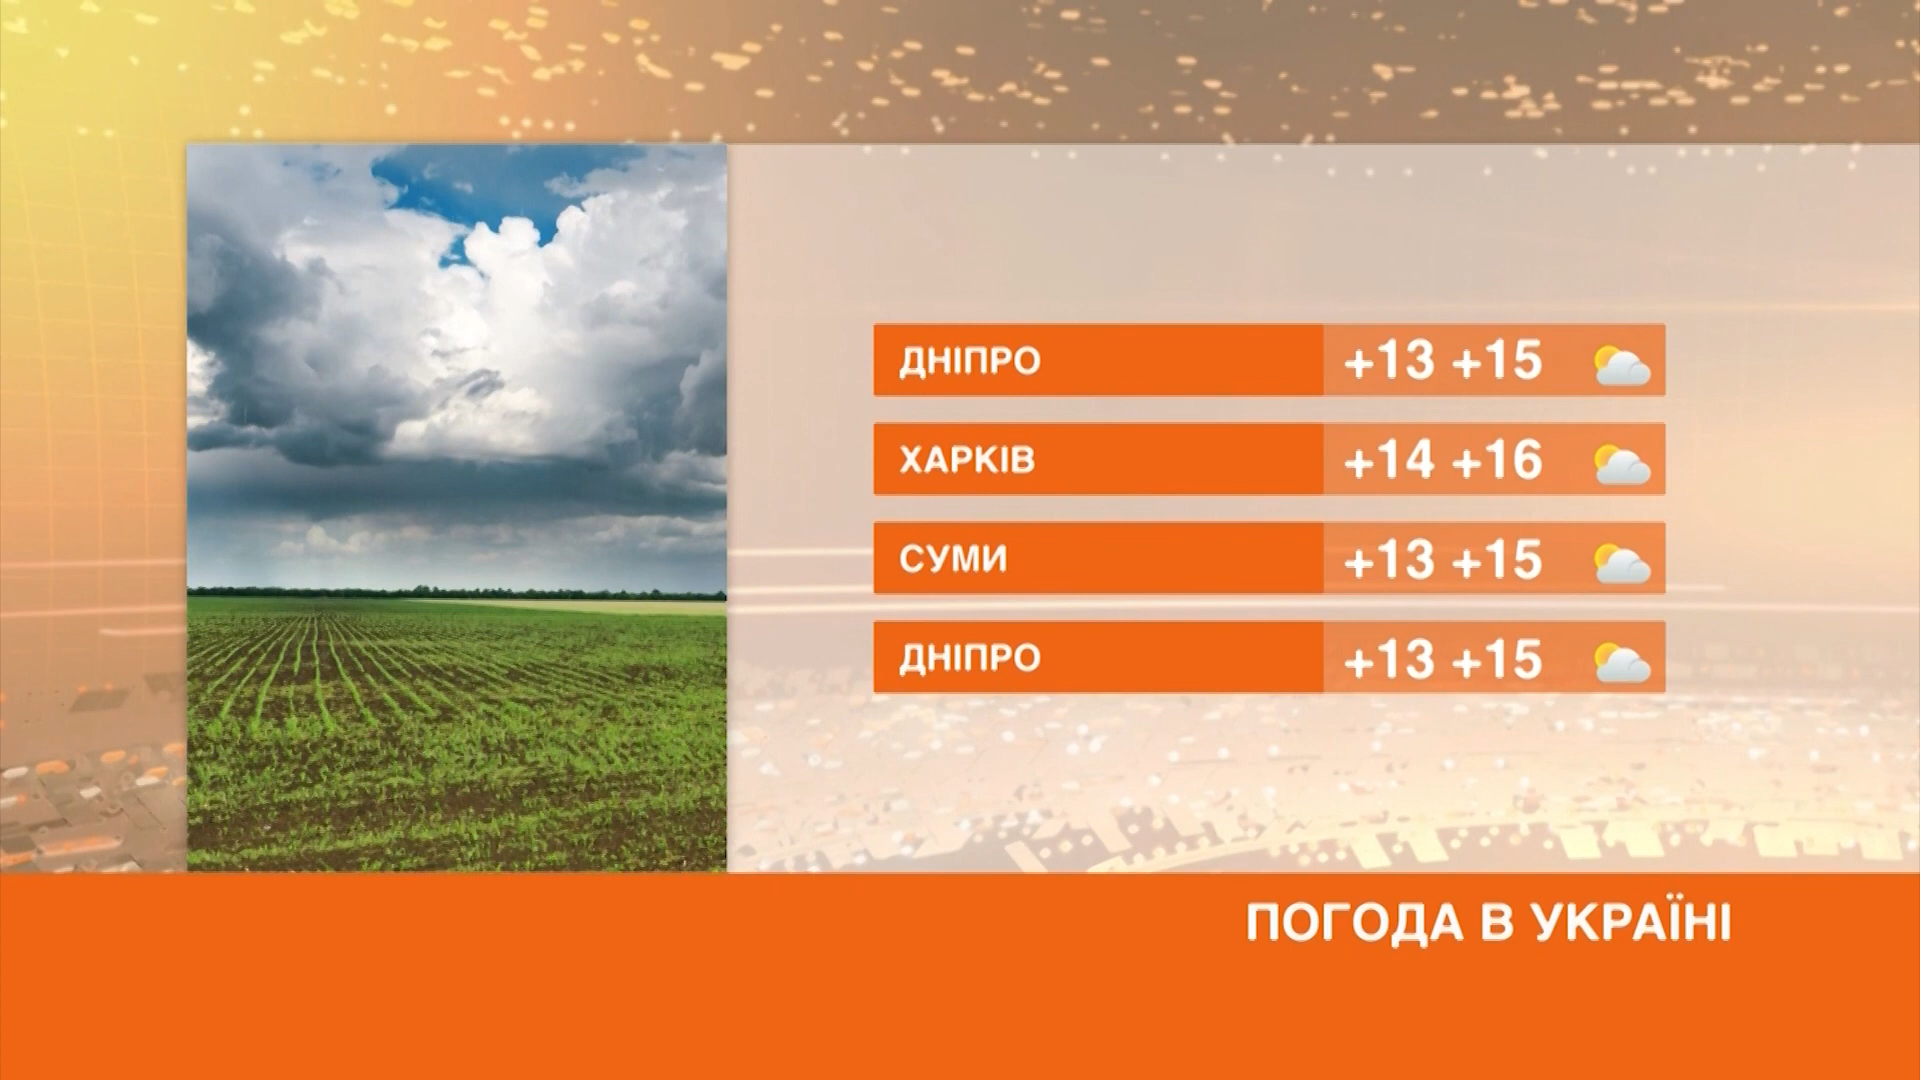 ДНІПРО +13 +15
ХАРКІВ +14 +16
СУМИ +13 +15
ДНІПРО +13 +15
ПОГОДА В УКРАЇНІ